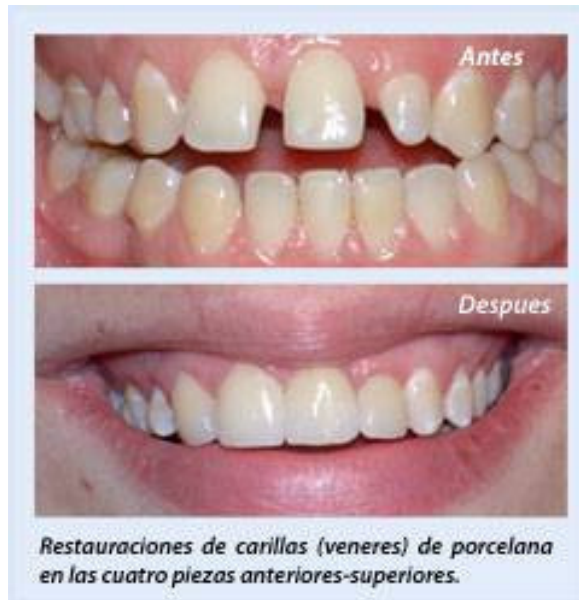 Antes
Despues
Restauraciones de carillas (veneres) de porcelana
en las cuatro piezas anteriores-superiores.